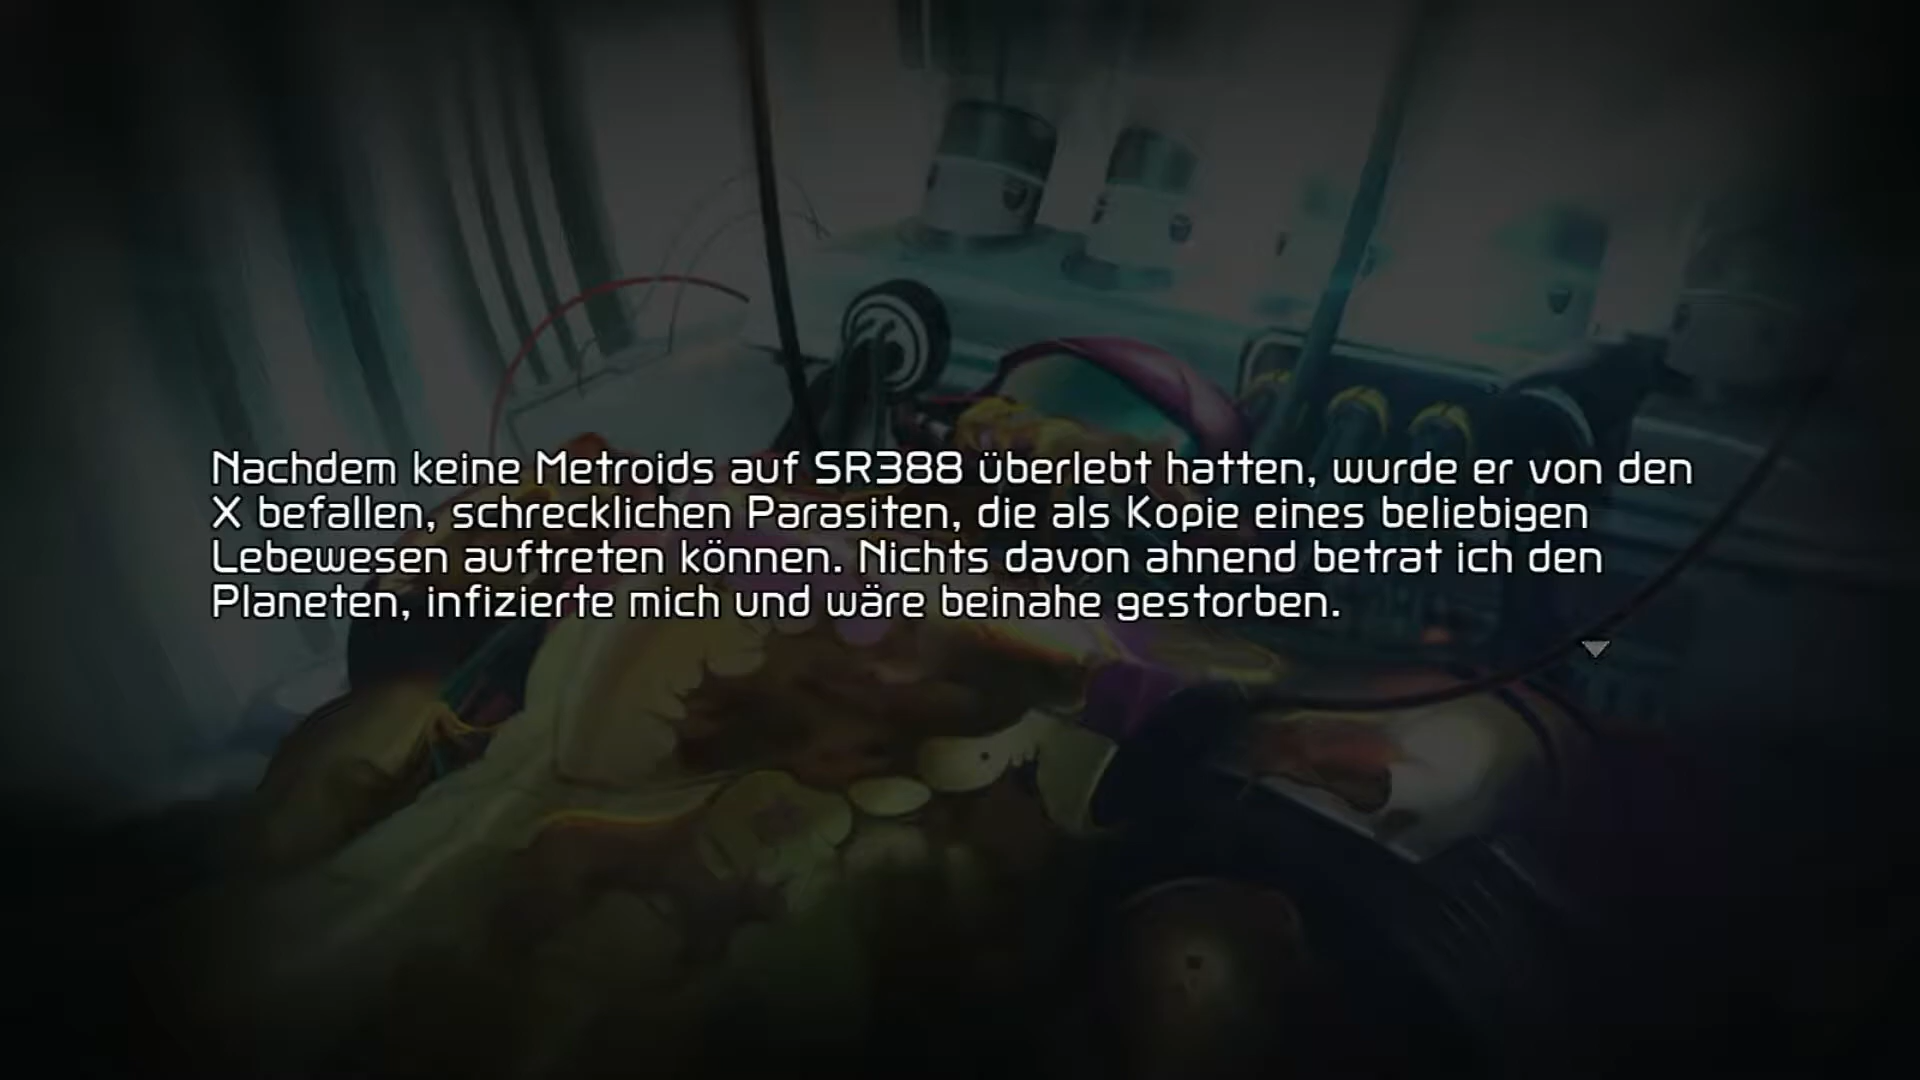 Nachdem keine Metroids auf SR388 überlebt hatten, wurde er von den
X befallen, schrecklichen Parasiten, die als Kopie eines beliebigen
Lebewesen auftreten können. Nichts davon ahnend betrat ich den
Planeten, infizierte mich und wäre beinahe gestorben.